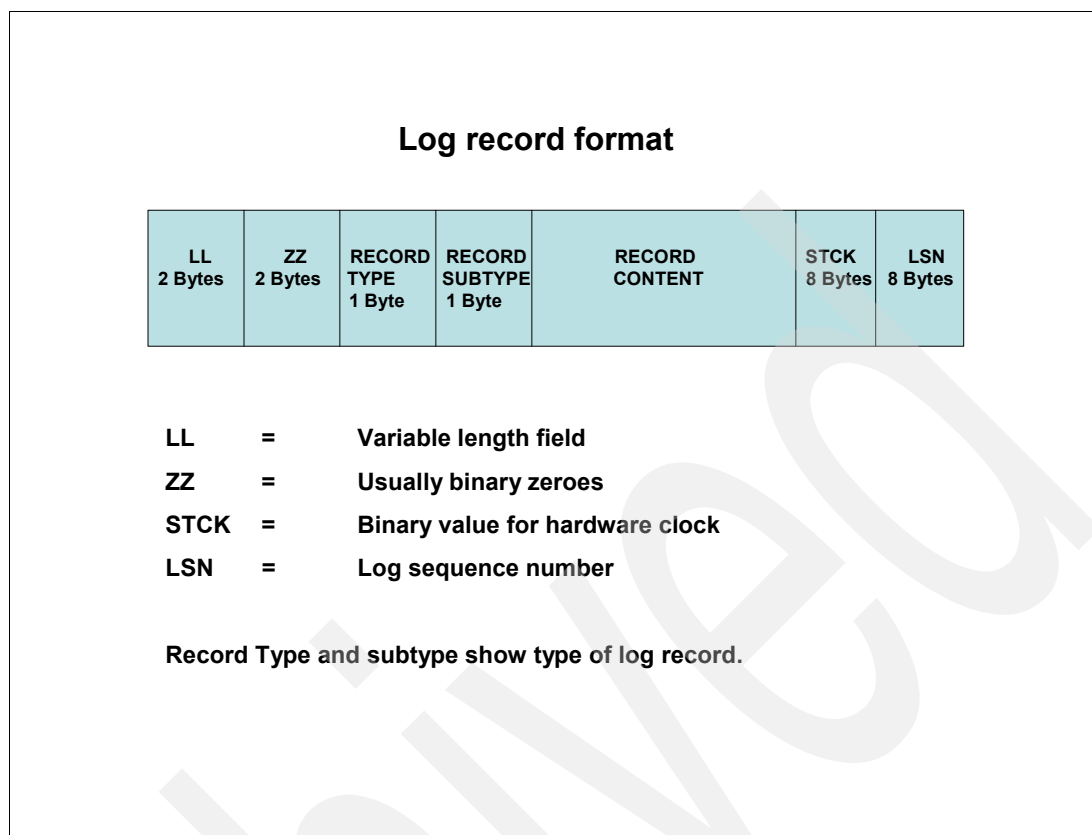 Log record format
LL
2 Bytes
ZZ
2 Bytes
RECORD
TYPE
1 Byte
RECORD
SUBTYPE
1 Byte
RECORD
CONTENT
STCK
8 Bytes
LSN
8 Bytes
LL = Variable length field
ZZ = Usually binary zeroes
STCK = Binary value for hardware clock
LSN = Log sequence number
Record Type and subtype show type of log record.
hived